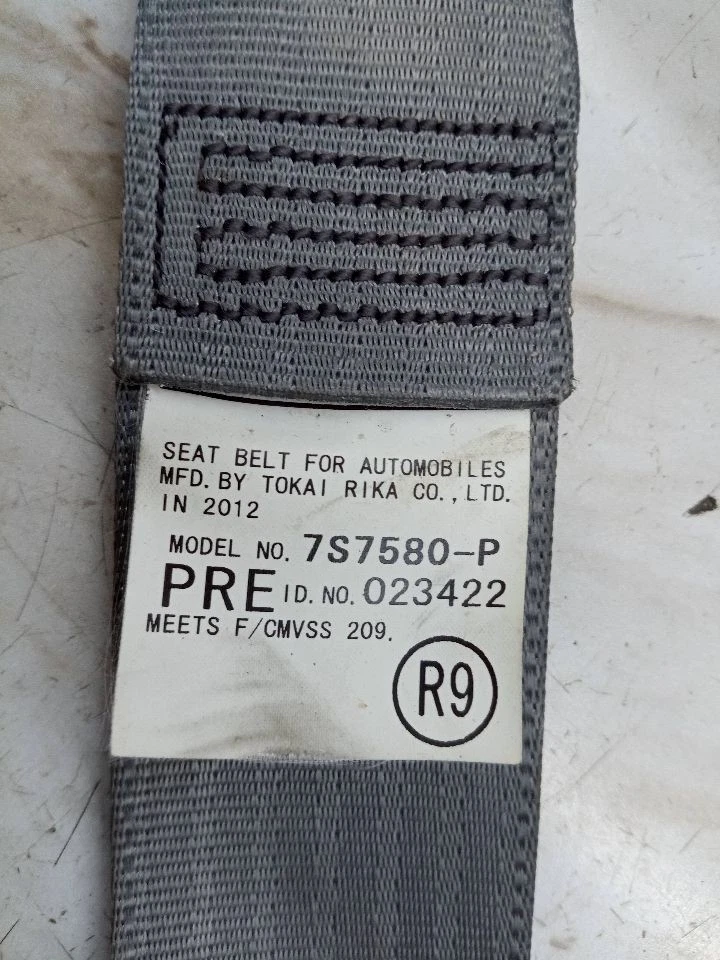 SEAT BELT FOR AUTOMOBILES
MFD. BY TOKAI RIKA CO., LTD.
IN 2012
MODEL NO. 7S7580-P
PRE ID. NO. 023422
MEETS F/CMVSS 209.
R9